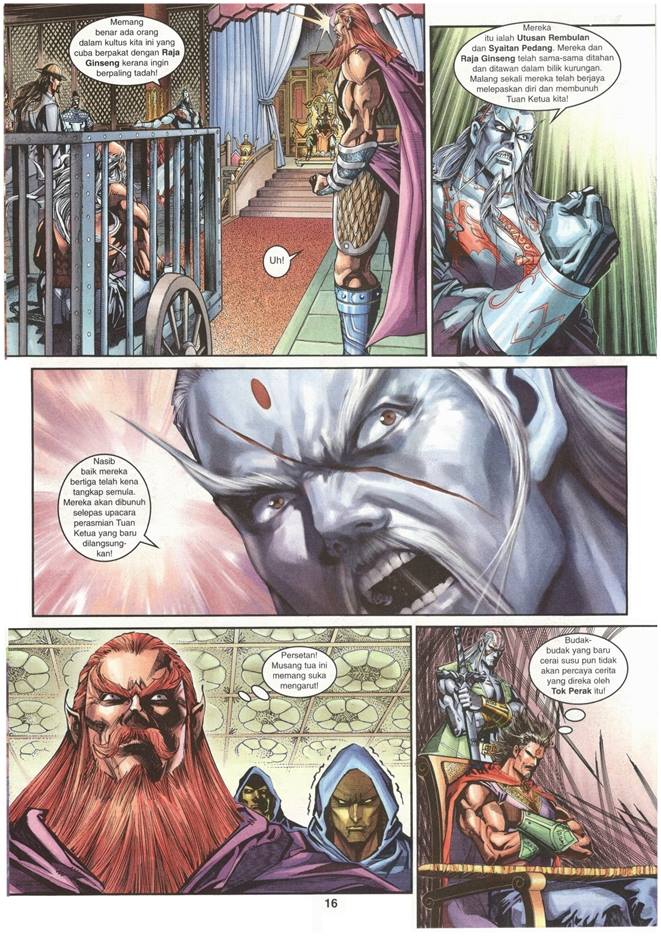 Memang
benar ada orang
dalam kultus kita ini yang
cuba berpakat dengan Raja
Ginseng kerana ingin
berpaling tadah!
Uh!
Mereka
itu ialah Utusan Rembulan
dan Syaitan Pedang. Mereka dan
Raja Ginseng telah sama-sama ditahan
dan ditawan dalam bilik kurungan.
Malang sekali mereka telah berjaya
melepaskan diri dan membunuh
Tuan Ketua kita!
Nasib
baik mereka
bertiga telah kena
tangkap semula.
Mereka akan dibunuh
selepas upacara
perasmian Tuan
Ketua yang baru
dilangsung-
kan!
Persetan!
Musang tua ini
memang suka
mengarut!
Budak-
budak yang baru
cerai susu pun tidak
akan percaya cerita
yang direka oleh
Tok Perak itu!
16